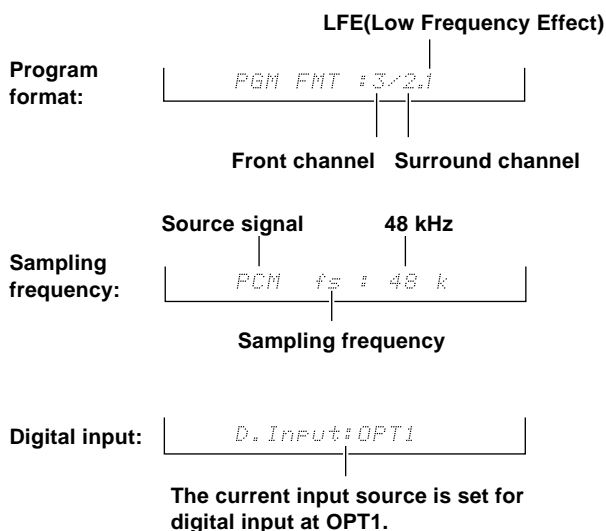 LFE(Low Frequency Effect)
Program
format:
PGM FMT :3/2.1
Front channel Surround channel
Source signal 48 kHz
Sampling
frequency:
PCM fs : 48 k
Sampling frequency
Digital input:
D.Input:OPT1
The current input source is set for
digital input at OPT1.